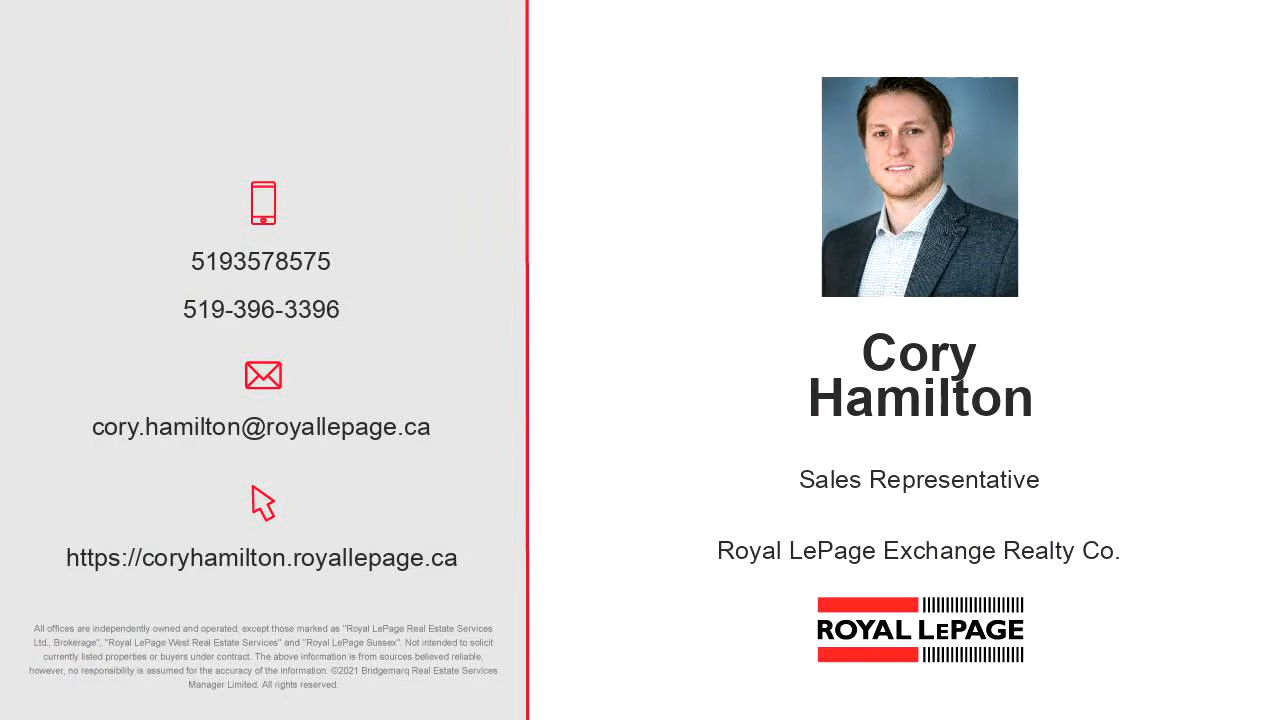 5193578575
519-396-3396
cory.hamilton@royallepage.ca
https://coryhamilton.royallepage.ca
All offices are independently owned and operated, except those marked as "Royal LePage Real Estate Services
Ltd., Brokerage", "Royal LePage West Real Estate Services" and "Royal LePage Sussex". Not intended to solicit
currently listed properties or buyers under contract. The above information is from sources believed reliable,
however, no responsibility is assumed for the accuracy of the information. ©2021 Bridgemarq Real Estate Services
Manager Limited. All rights reserved.
Cory
Hamilton
Sales Representative
Royal LePage Exchange Realty Co.
ROYAL LEPAGE